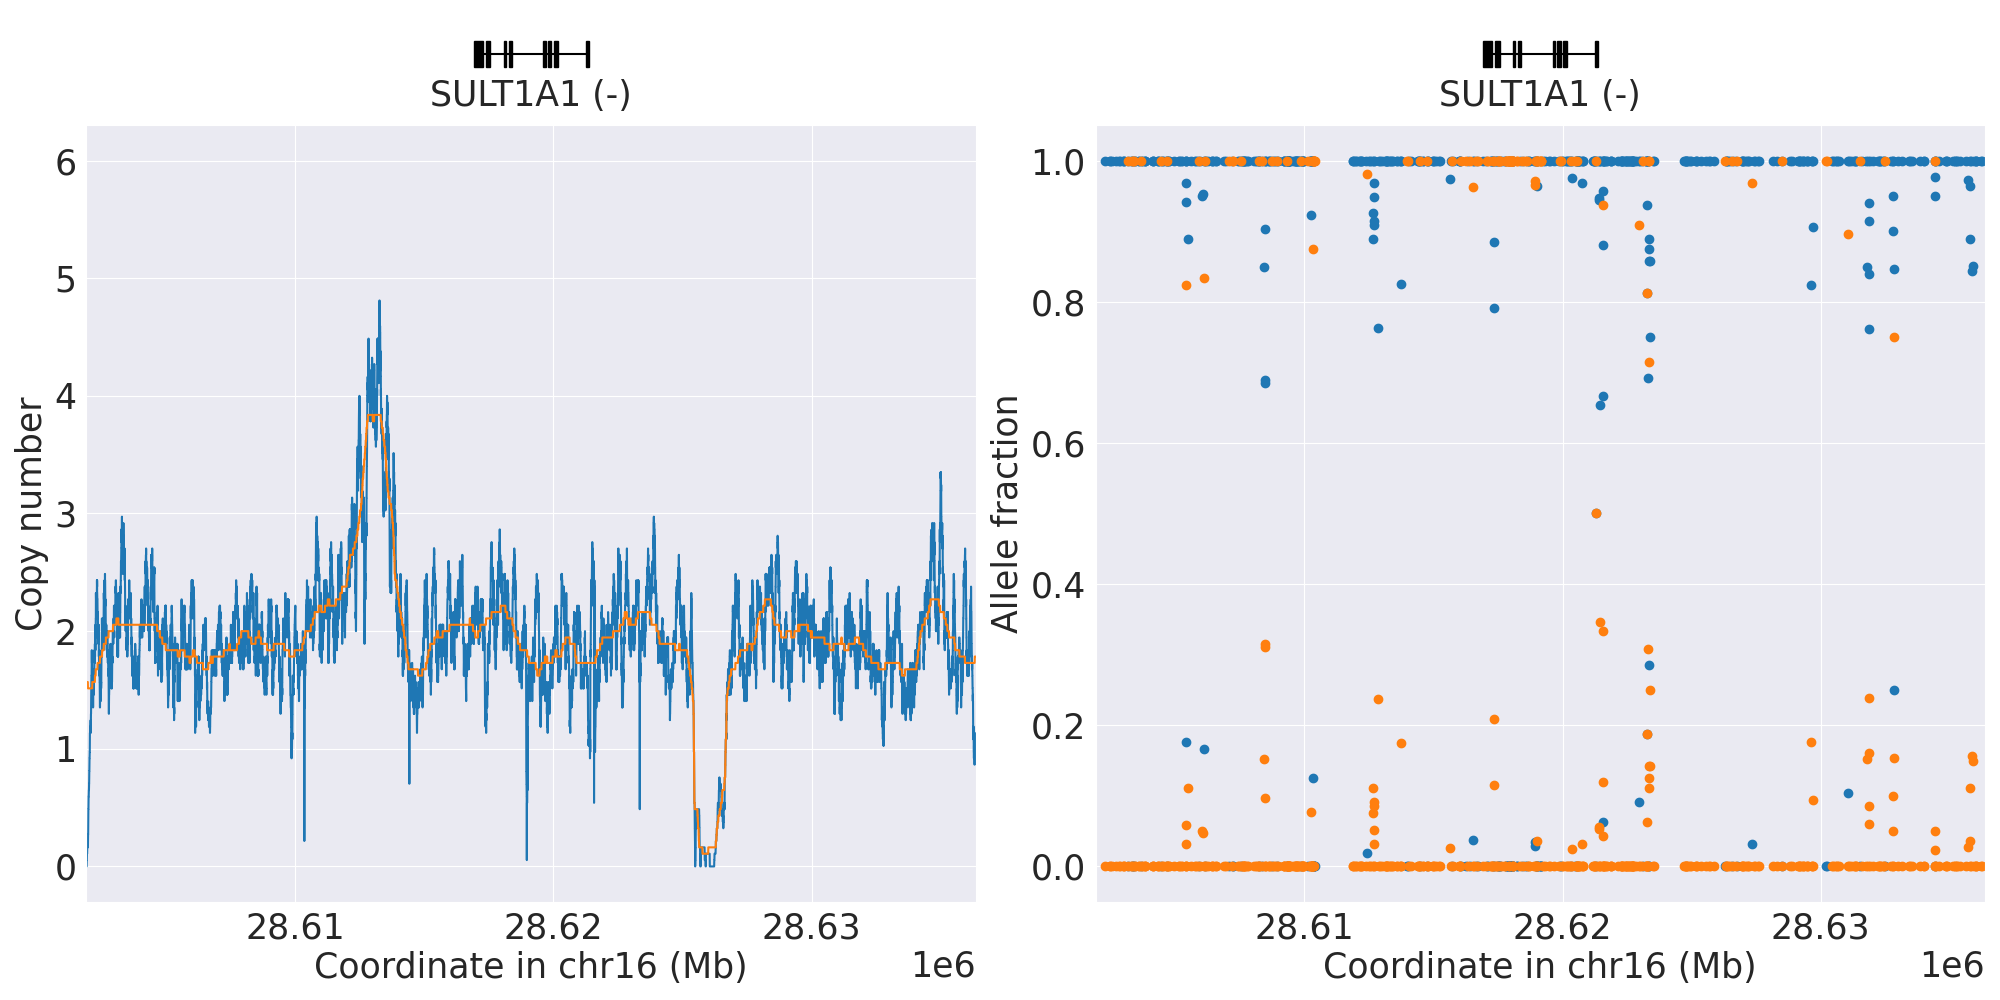 SULT1A1 (-)
6
5
4
3
2
1
0
Copy number
28.61
28.62
28.63
Coordinate in chr16 (Mb)
1e6
SULT1A1 (-)
1.0
0.8
0.6
0.4
0.2
0.0
Allele fraction
28.61
28.62
28.63
Coordinate in chr16 (Mb)
1e6